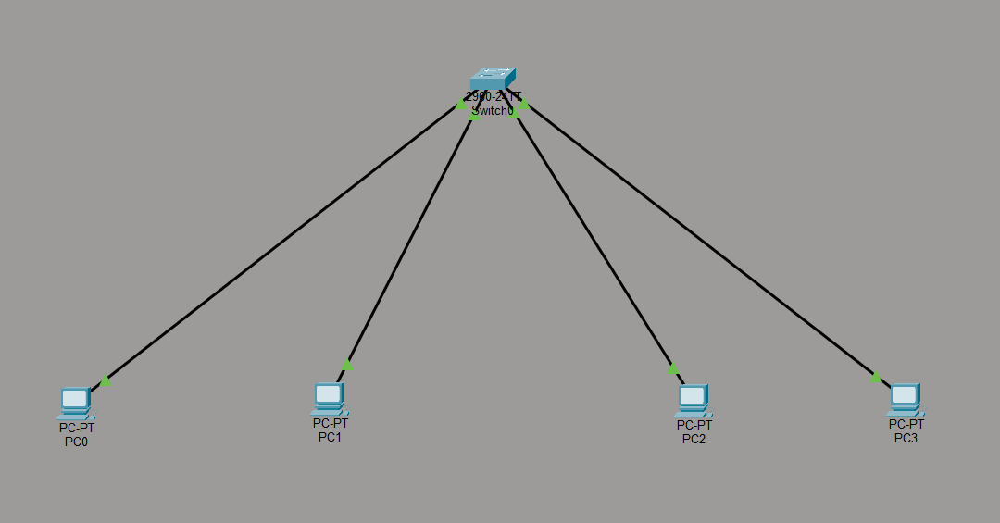 2960-24TT
Switch0
PC-PT
PC0
PC-PT
PC1
PC-PT
PC2
PC-PT
PC3